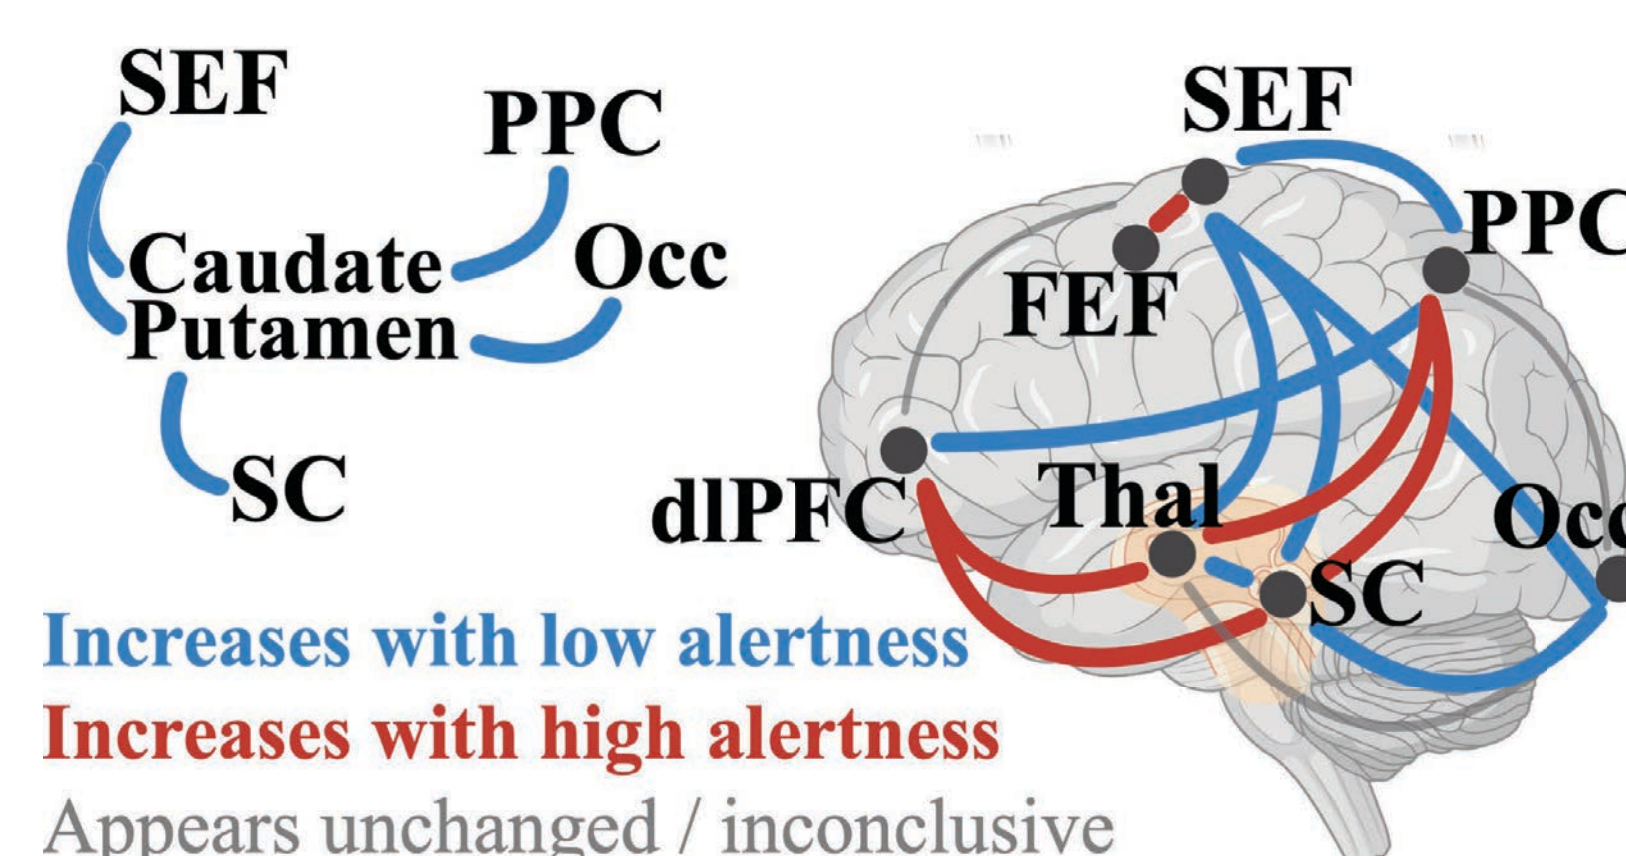 SEF
PPC
Caudate
Occ
Putamen
SC
SEF
PPC
FEF
dlPFC
Thal
Occ
SC
Increases with low alertness
Increases with high alertness
Appears unchanged / inconclusive